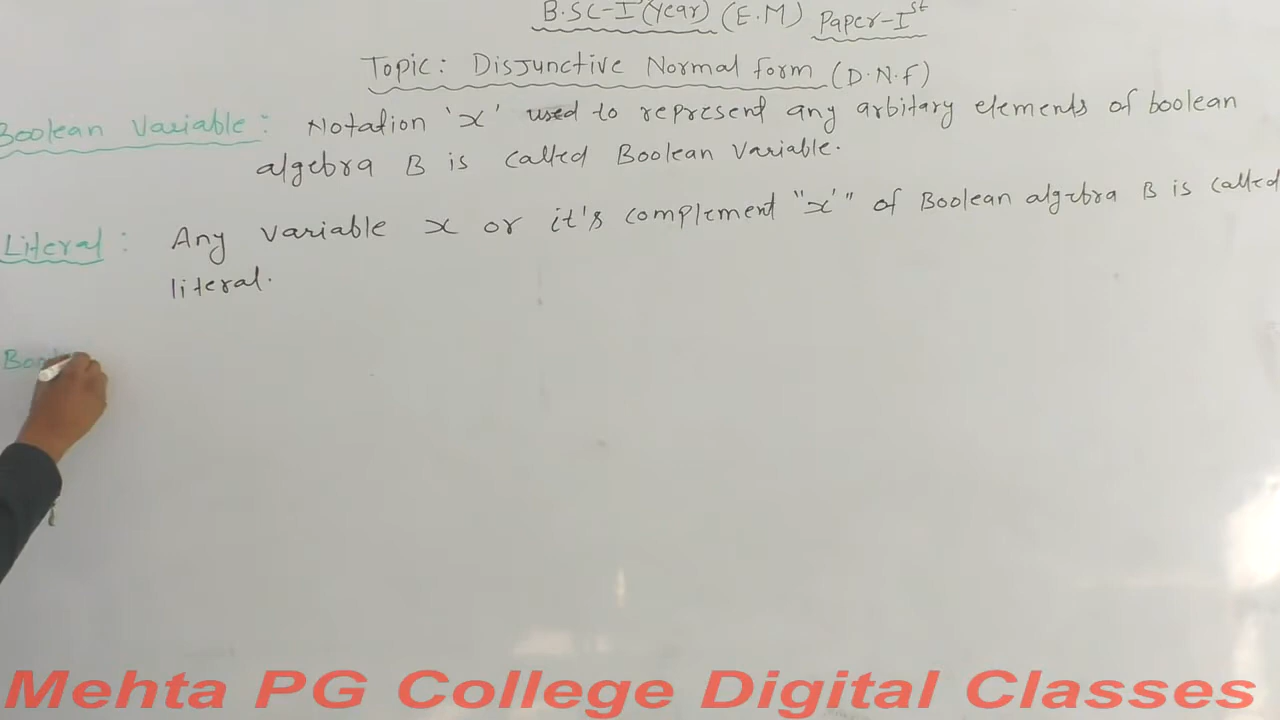 B.SC-I (Year) (E.M) Paper-I st
Topic: Disjunctive Normal form (D.N.F)
Boolean Variable: Notation 'x' used to represent any arbitary elements of boolean
algebra B is called Boolean Variable.
Literal: Any variable x or it's complement "x'" of Boolean algebra B is called
literal.
Boo
Mehta PG College Digital Classes